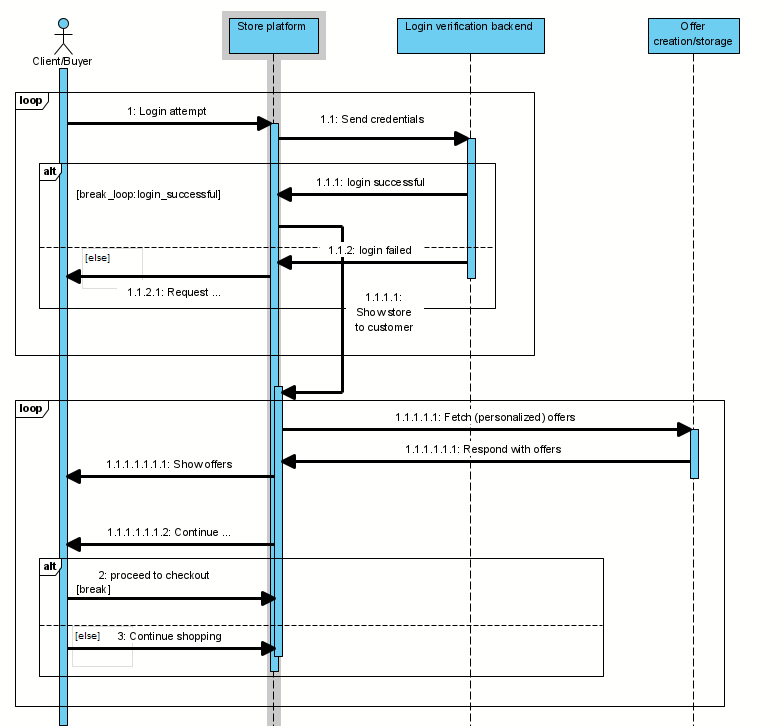 Store platform
Login verification backend
Offer
creation/storage
Client/Buyer
loop
1: Login attempt
1.1: Send credentials
alt
1.1.1: login successful
[break_loop:login_successful]
1.1.2: login failed
[else]
1.1.2.1: Request ...
1.1.1.1:
Show store
to customer
loop
1.1.1.1.1: Fetch (personalized) offers
1.1.1.1.1.1: Respond with offers
1.1.1.1.1.1.1: Show offers
1.1.1.1.1.1.2: Continue ...
alt
2: proceed to checkout
[break]
[else]
3: Continue shopping